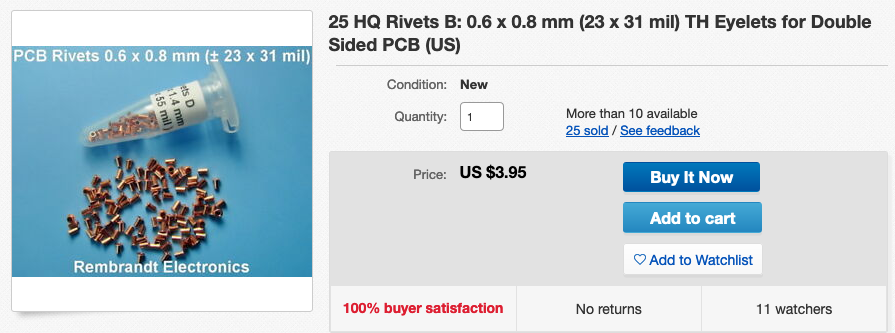 25 HQ Rivets B: 0.6 x 0.8 mm (23 x 31 mil) TH Eyelets for Double
Sided PCB (US)
PCB Rivets 0.6 x 0.8 mm (± 23 x 31 mil)
ets D
1.4 mm
55 mil)
Rembrandt Electronics
Condition: New
Quantity: 1
More than 10 available
25 sold / See feedback
Price: US $3.95
Buy It Now
Add to cart
Add to Watchlist
100% buyer satisfaction
No returns
11 watchers